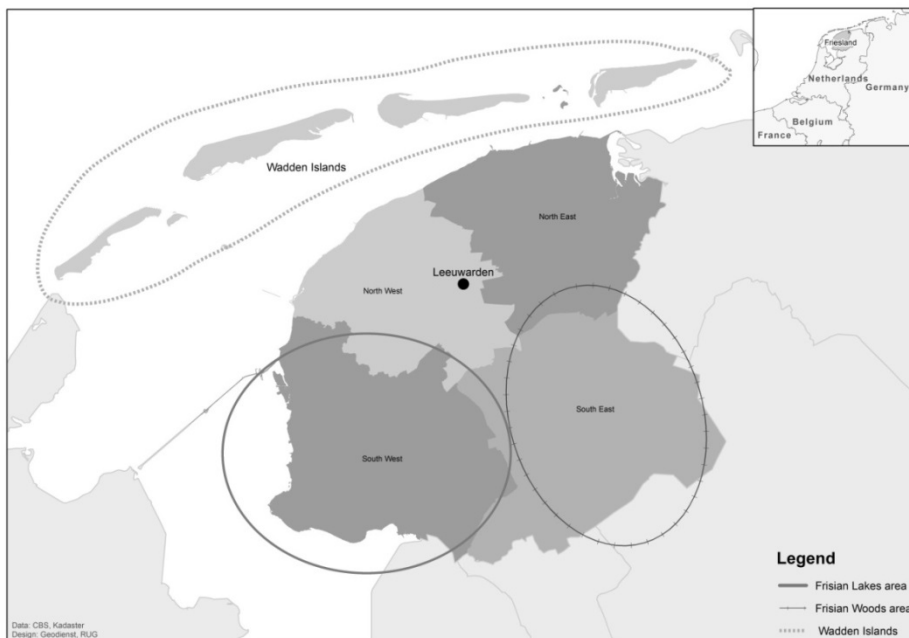 Friesland
Netherlands
Germany
Belgium
France
Wadden Islands
North East
Leeuwarden
North West
South East
South West
Legend
Frisian Lakes area
Frisian Woods area
Wadden Islands
Data: CBS, Kadaster
Design: Geodienst, RUG